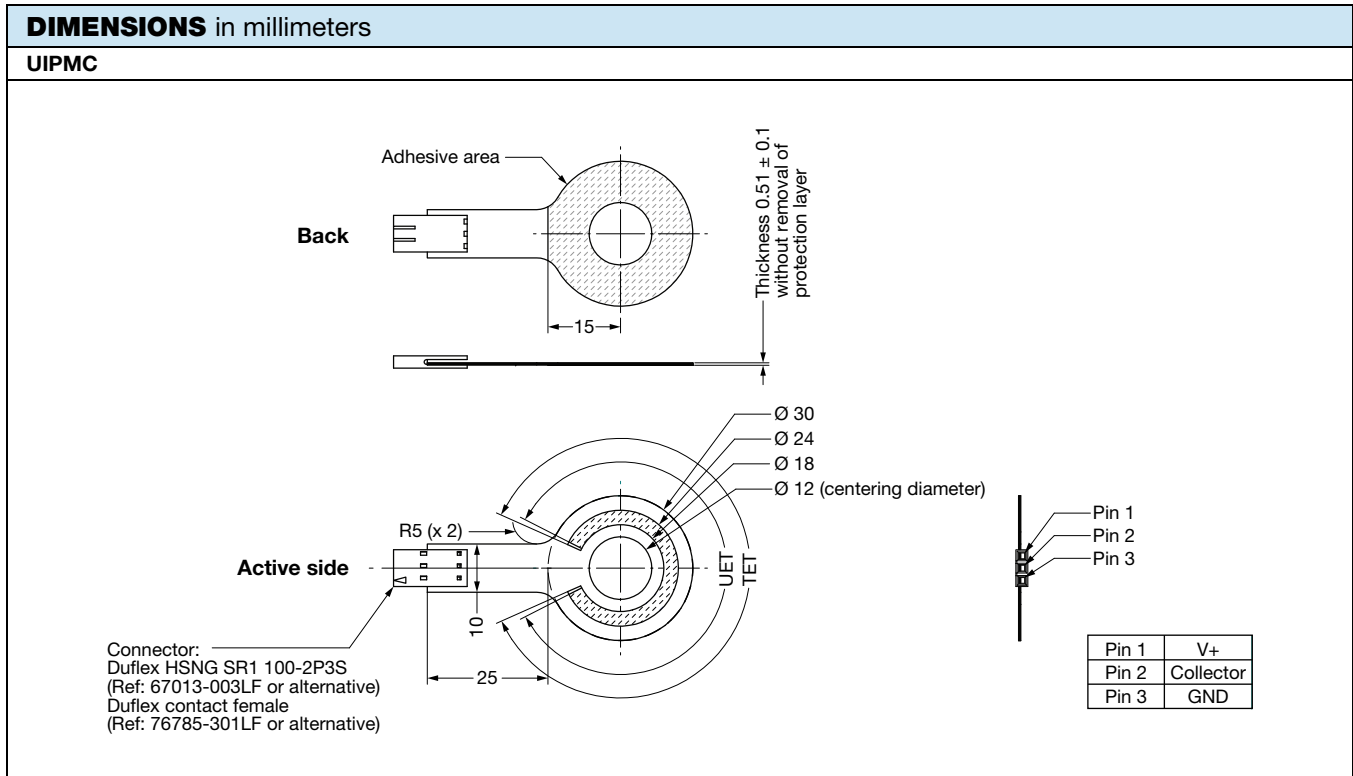 DIMENSIONS in millimeters
UIPMC
Adhesive area
Back
15
Thickness 0.51 ± 0.1
without removal of
protection layer
Ø 30
Ø 24
Ø 18
Ø 12 (centering diameter)
R5 (x 2)
Active side
UET
TET
10
25
Connector:
Duflex HSNG SR1 100-2P3S
(Ref: 67013-003LF or alternative)
Duflex contact female
(Ref: 76785-301LF or alternative)
Pin 1
Pin 2
Pin 3
Pin 1 V+
Pin 2 Collector
Pin 3 GND